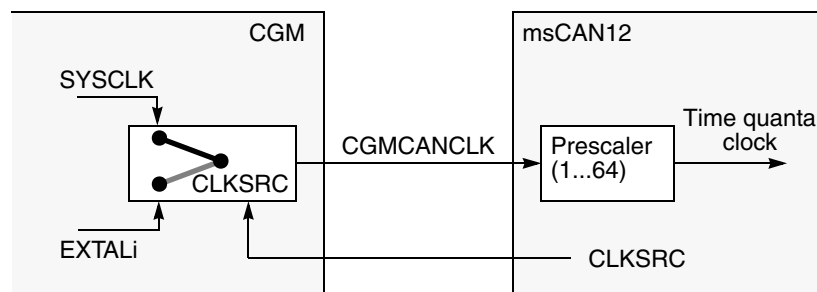 CGM
msCAN12
SYSCLK
CGMCANCLK
Prescaler
(1...64)
Time quanta
clock
CLKSRC
EXTALi
CLKSRC